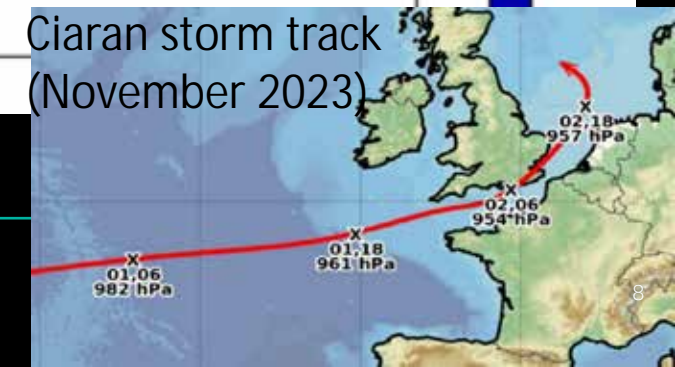 Ciaran storm track
(November 2023)
X
02,18
957 hPa
X
02,06
954 hPa
X
01,18
961 hPa
X
01,06
982 hPa
8